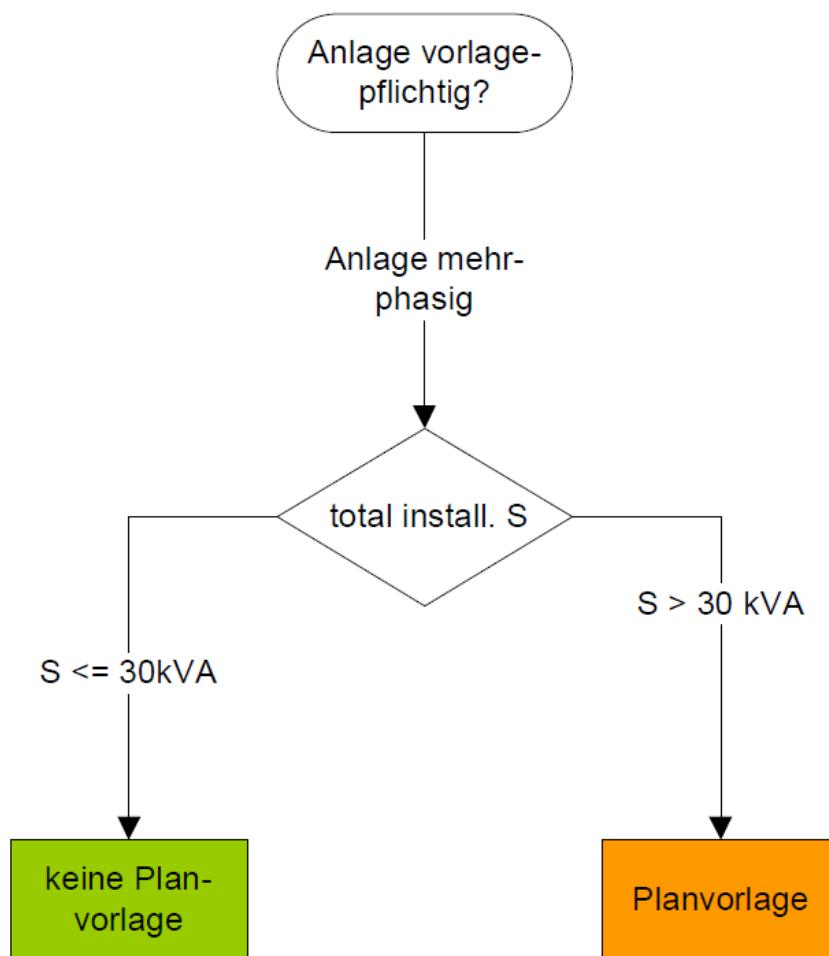 Anlage vorlage-
pflichtig?
Anlage mehr-
phasig
total install. S
S > 30 kVA
S <= 30kVA
keine Plan-
vorlage
Planvorlage